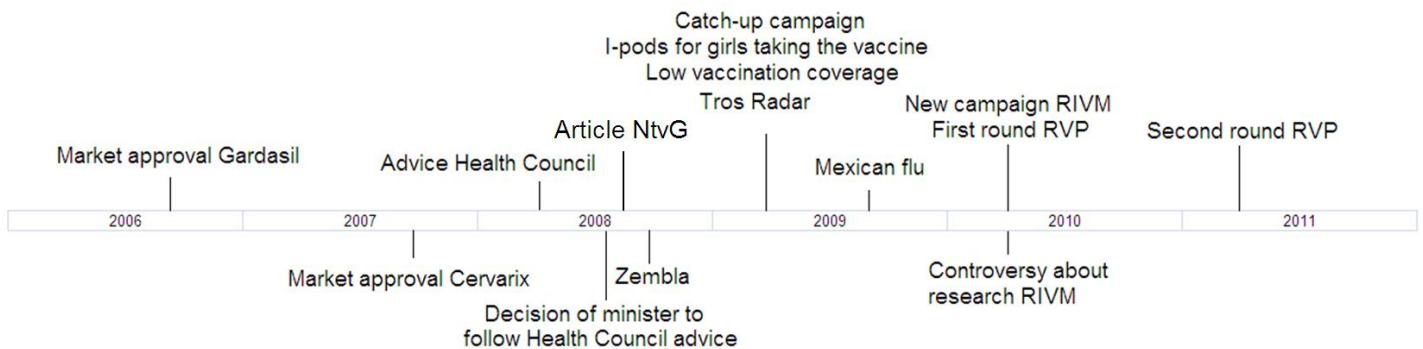 Catch-up campaign
I-pods for girls taking the vaccine
Low vaccination coverage
Tros Radar
New campaign RIVM
First round RVP
Second round RVP
Article NtvG
Market approval Gardasil
Advice Health Council
Mexican flu
2006
2007
2008
2009
2010
2011
Market approval Cervarix
Zembla
Decision of minister to
follow Health Council advice
Controversy about
research RIVM